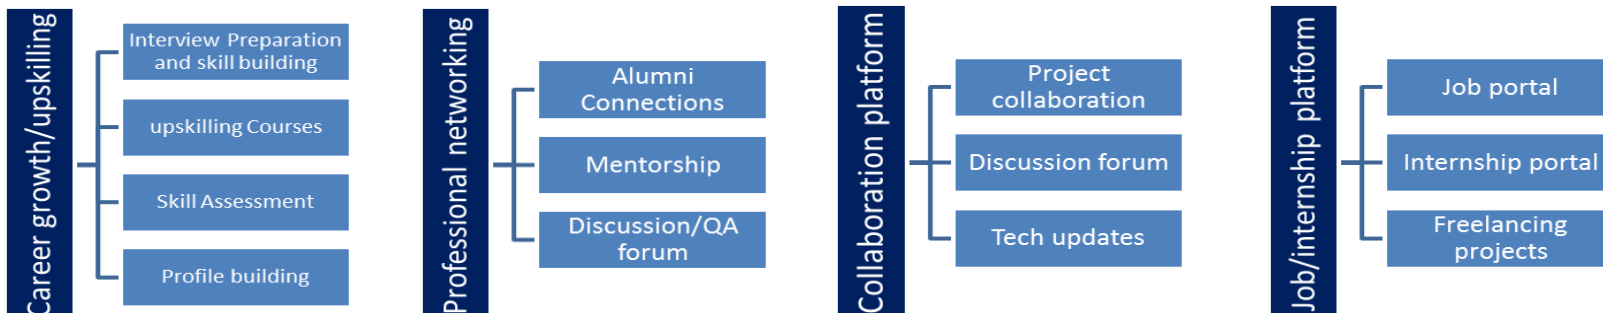 Career growth/upskilling
Interview Preparation
and skill building
upskilling Courses
Skill Assessment
Profile building
Professional networking
Alumni
Connections
Mentorship
Discussion/QA
forum
Collaboration platform
Project
collaboration
Discussion forum
Tech updates
Job/internship platform
Job portal
Internship portal
Freelancing
projects